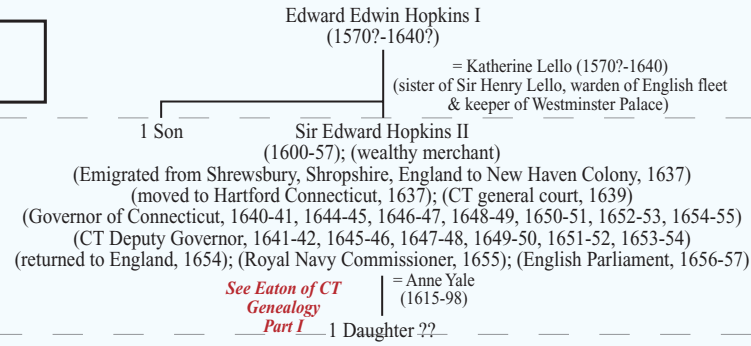 Edward Edwin Hopkins I
(1570?-1640?)
= Katherine Lello (1570?-1640)
(sister of Sir Henry Lello, warden of English fleet
& keeper of Westminster Palace)
1 Son
Sir Edward Hopkins II
(1600-57); (wealthy merchant)
(Emigrated from Shrewsbury, Shropshire, England to New Haven Colony, 1637)
(moved to Hartford Connecticut, 1637); (CT general court, 1639)
(Governor of Connecticut, 1640-41, 1644-45, 1646-47, 1648-49, 1650-51, 1652-53, 1654-55)
(CT Deputy Governor, 1641-42, 1645-46, 1647-48, 1649-50, 1651-52, 1653-54)
(returned to England, 1654); (Royal Navy Commissioner, 1655); (English Parliament, 1656-57)
= Anne Yale
(1615-98)
See Eaton of CT
Genealogy
Part I
1 Daughter ??